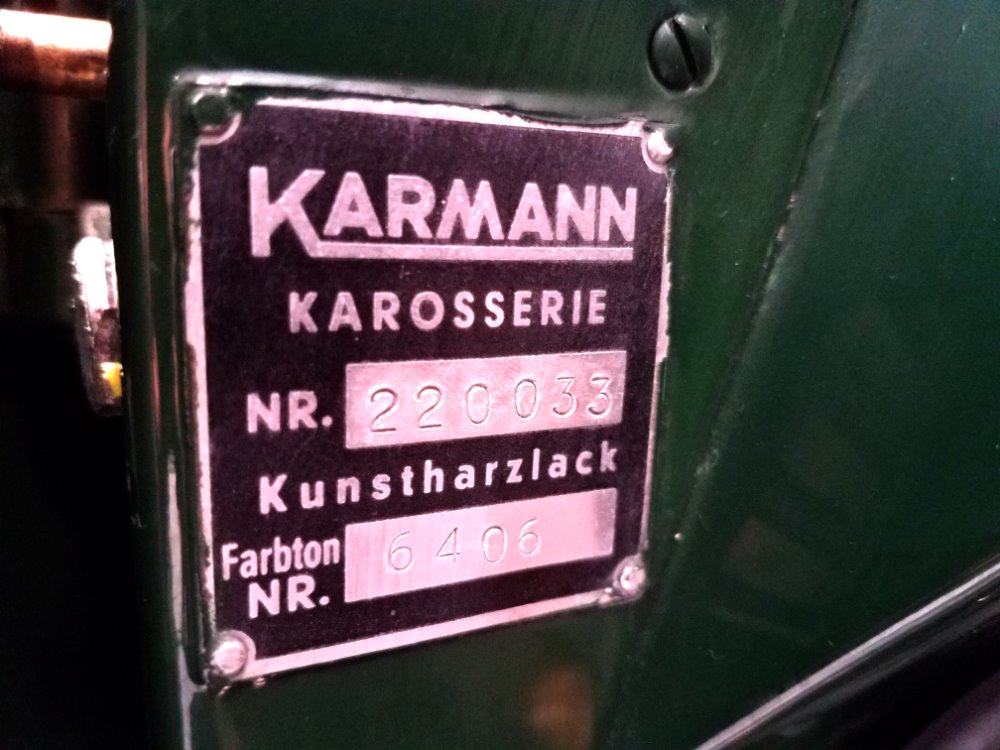 KARMANN
KAROSSERIE
NR. 220033
Kunstharzlack
Farbton NR. 6406